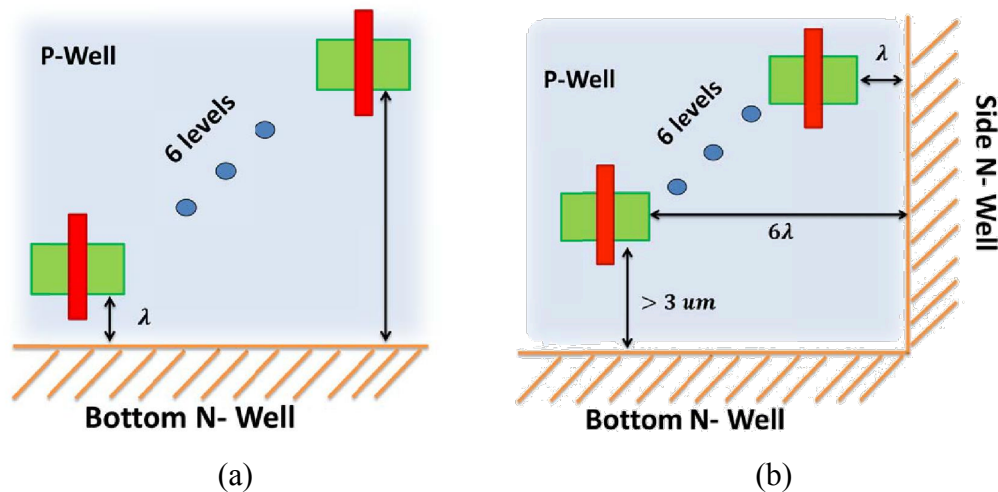 P-Well
6 levels
λ
Bottom N- Well
(a)
P-Well
6 levels
λ
6λ
> 3 um
Side N- Well
Bottom N- Well
(b)